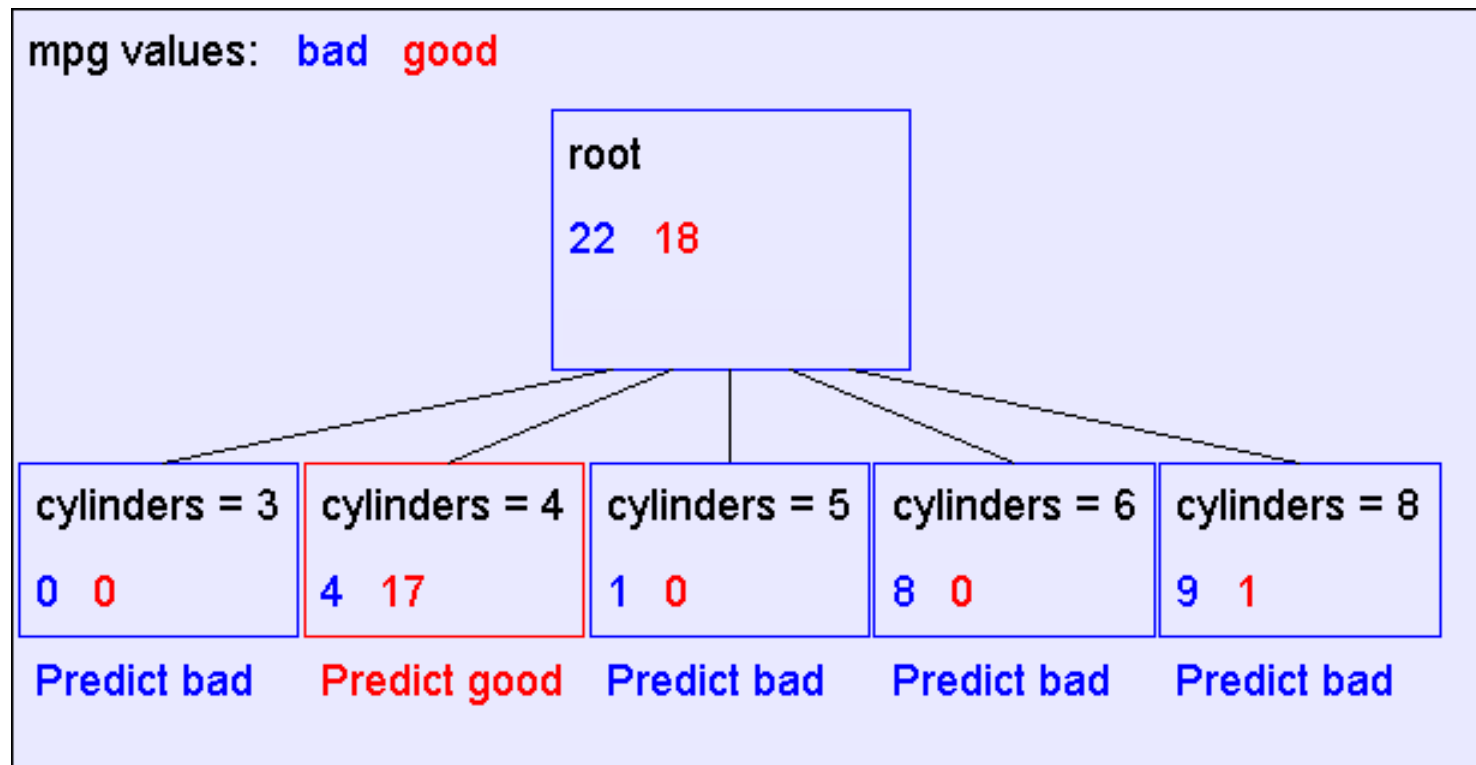 mpg values: bad good
root
22 18
cylinders = 3 cylinders = 4 cylinders = 5 cylinders = 6 cylinders = 8
0 0 4 17 1 0 8 0 9 1
Predict bad Predict good Predict bad Predict bad Predict bad